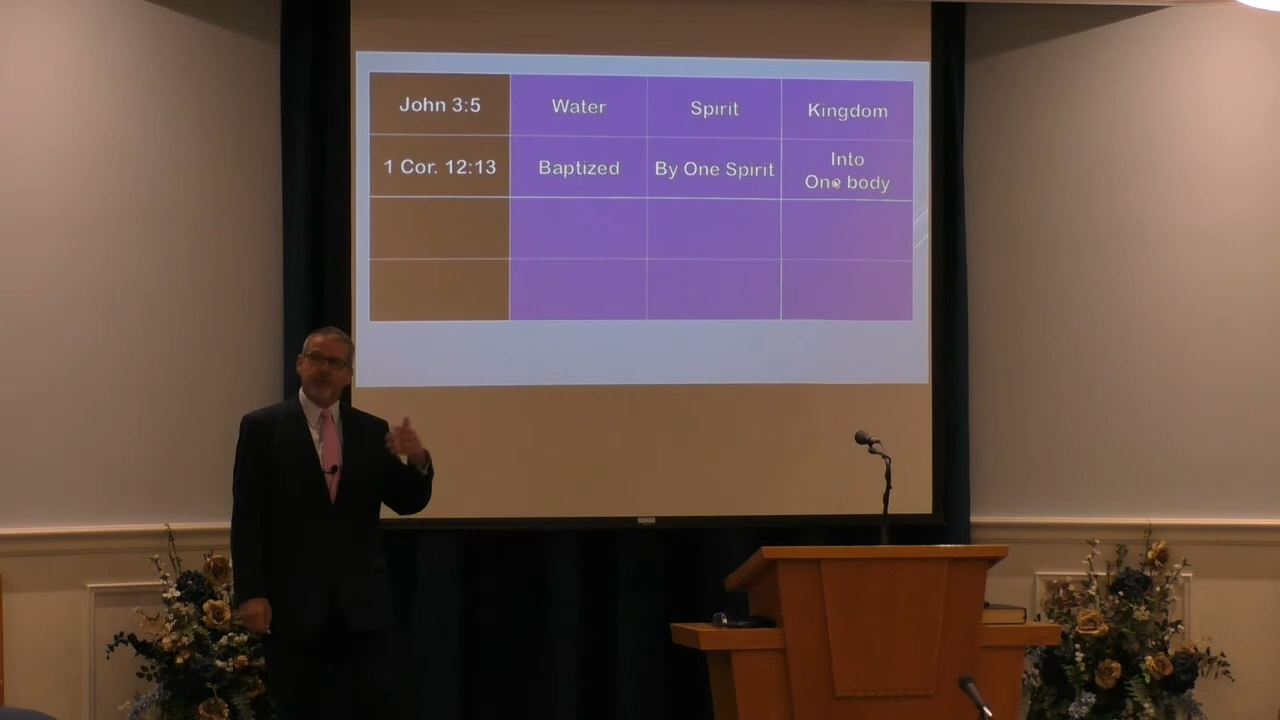 John 3:5 Water Spirit Kingdom
1 Cor. 12:13 Baptized By One Spirit Into
One body